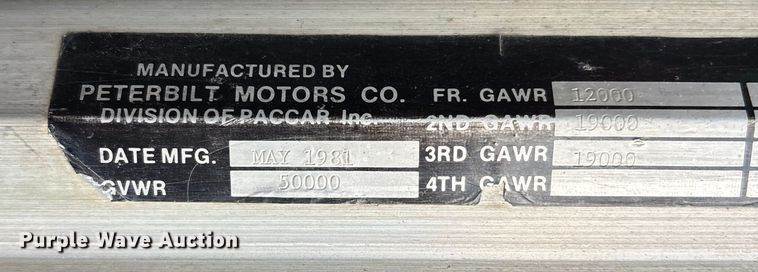 MANUFACTURED BY
PETERBILT MOTORS CO.
DIVISION OF PACCAR Inc.
DATE MFG. MAY 1981
GVWR 50000
FR. GAWR 12000
2ND GAWR 19000
3RD GAWR 19000
4TH GAWR
Purple Wave Auction